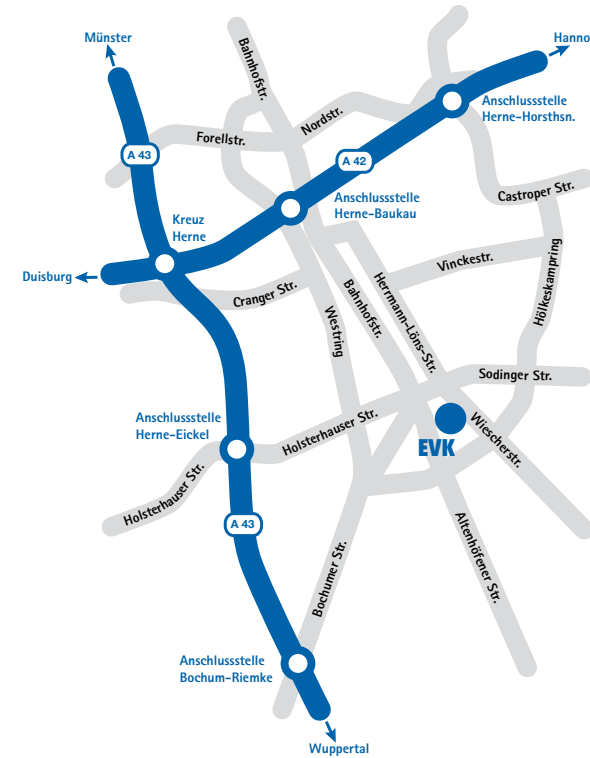 Münster
Hanno
Bahnhofstr.
Anschlussstelle
Herne-Horsthsn.
Nordstr.
Forellstr.
A 43
A 42
Castroper Str.
Anschlussstelle
Herne-Baukau
Kreuz
Herne
Vinckestr.
Duisburg
Hölkeskampring
Cranger Str.
Bahnhofstr.
Herrmann-Löns-Str.
Westring
Sodinger Str.
Anschlussstelle
Herne-Eickel
Holsterhauser Str.
Wiescherstr.
EVK
Holsterhauser Str.
A 43
Altenhöfener Str.
Bochumer Str.
Anschlussstelle
Bochum-Riemke
Wuppertal